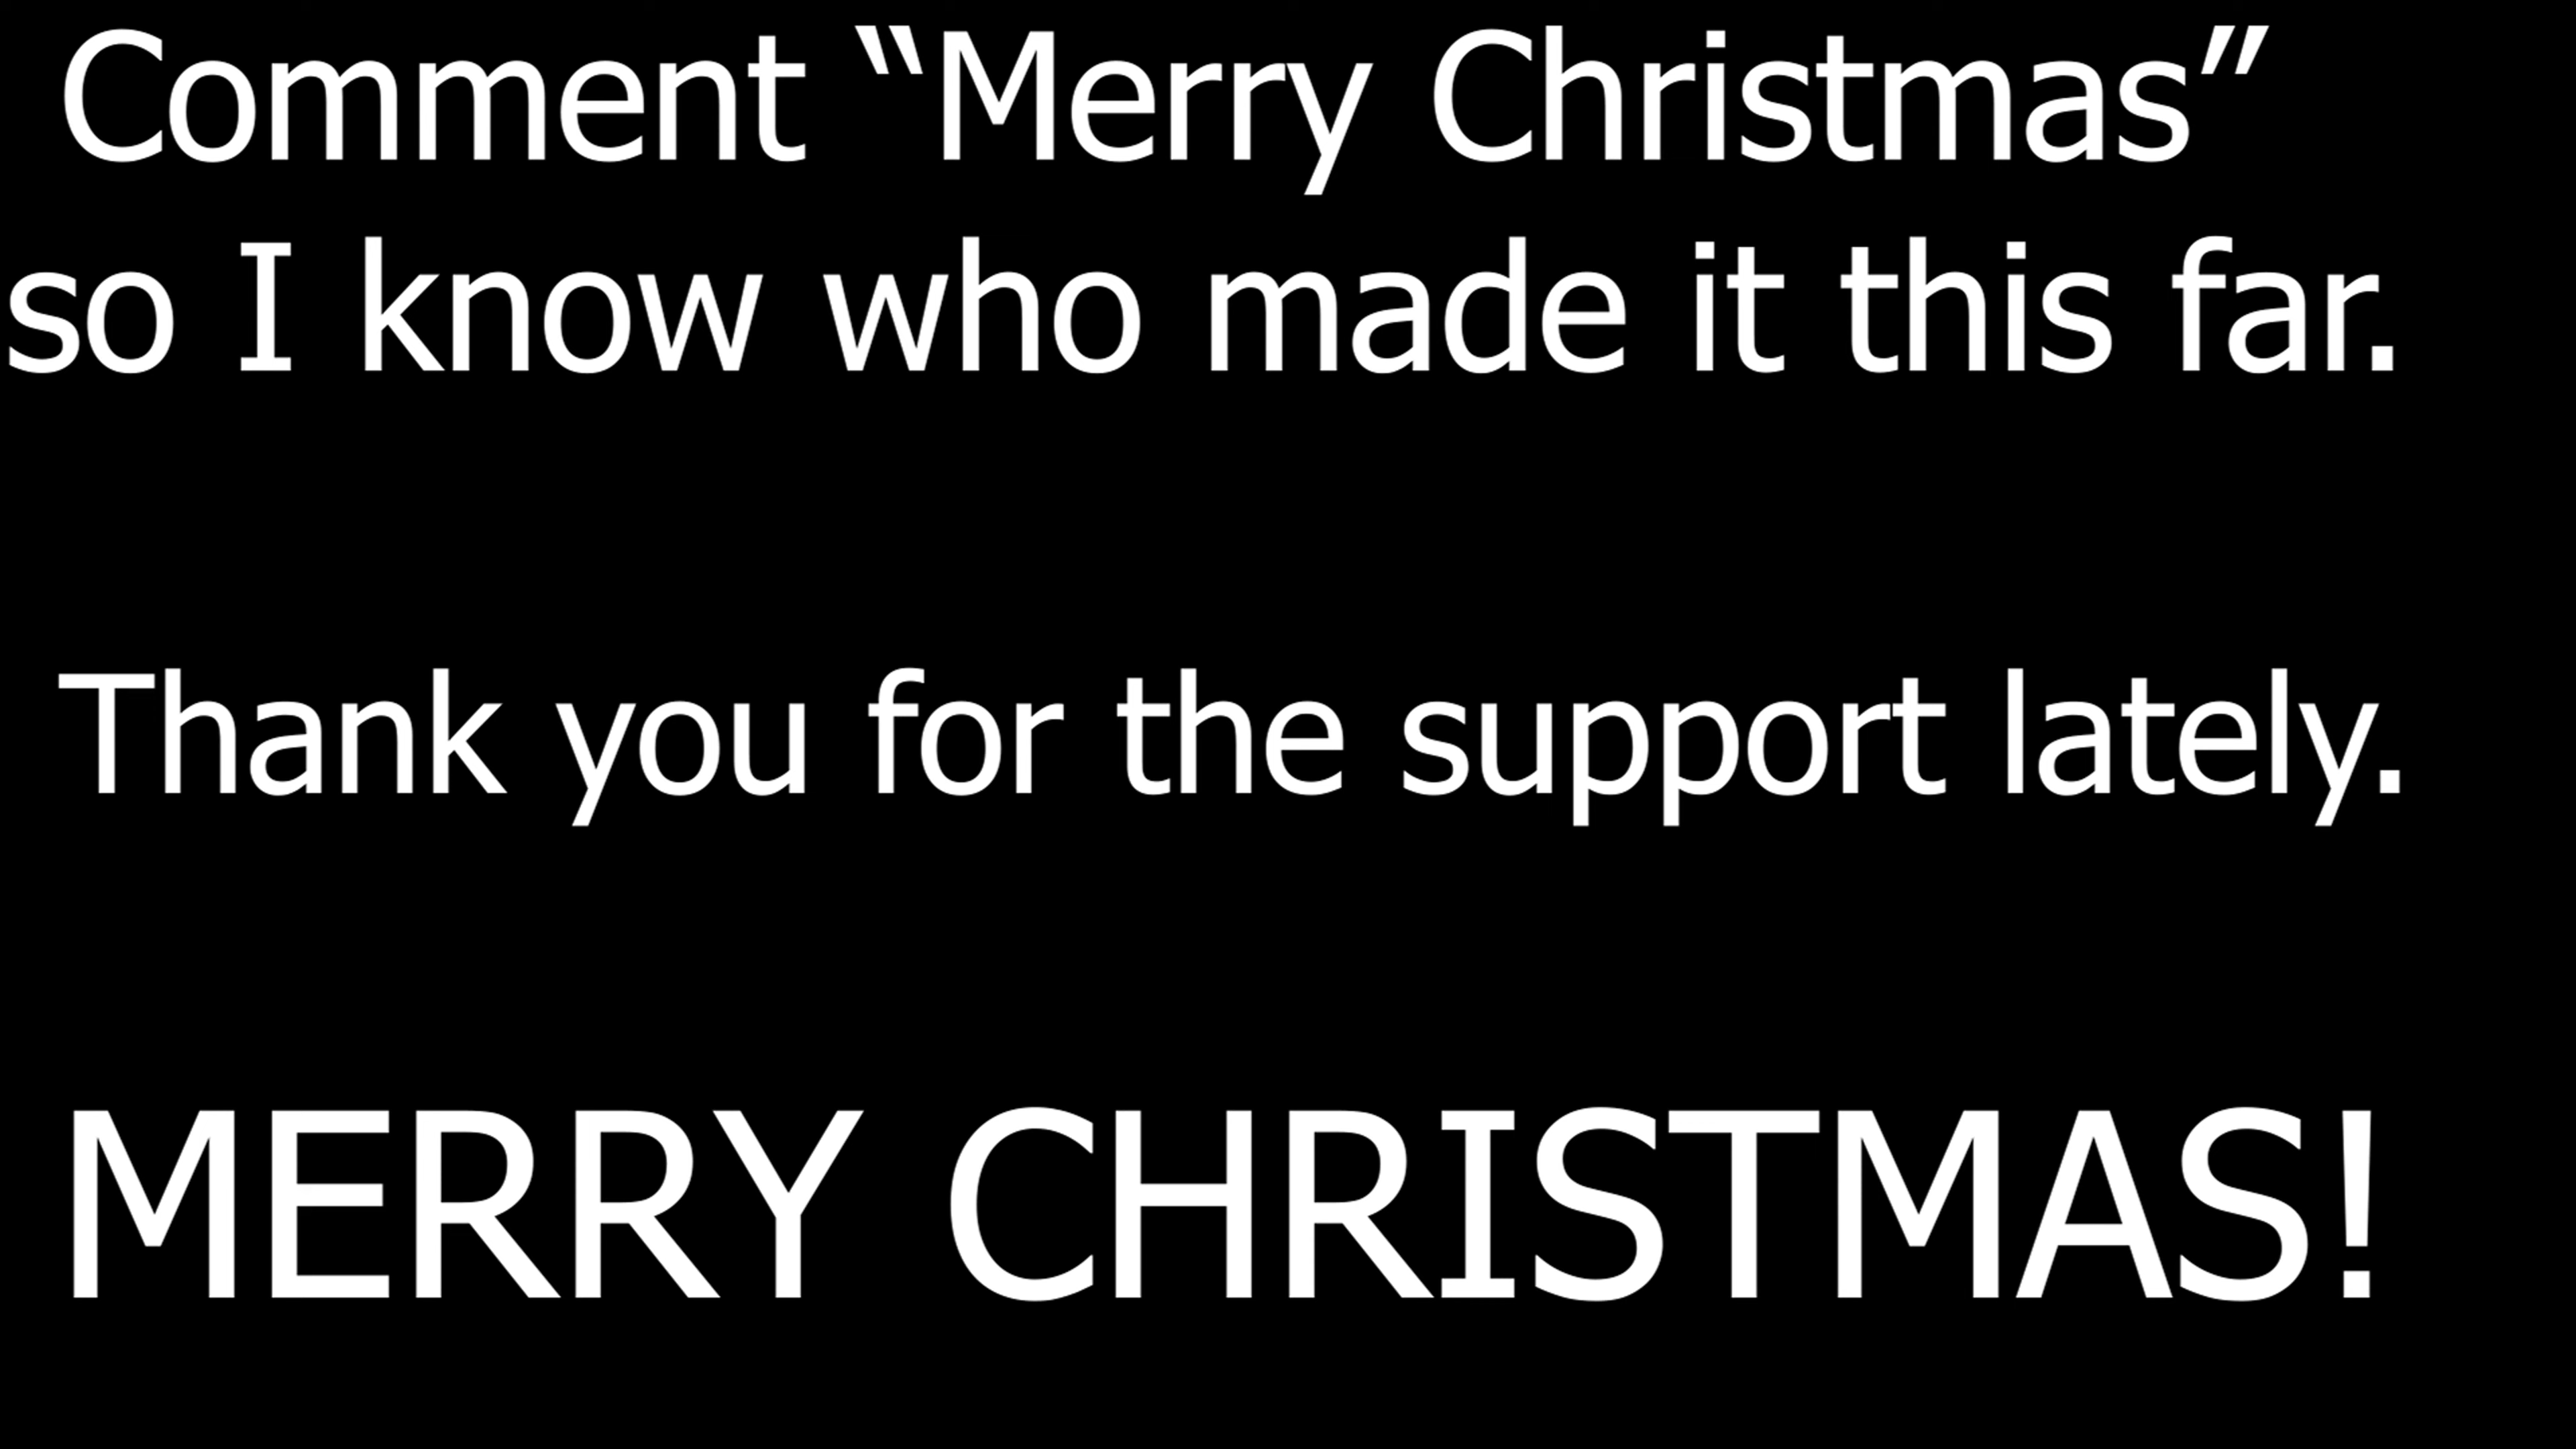 Comment “Merry Christmas”
so I know who made it this far.
Thank you for the support lately.
MERRY CHRISTMAS!